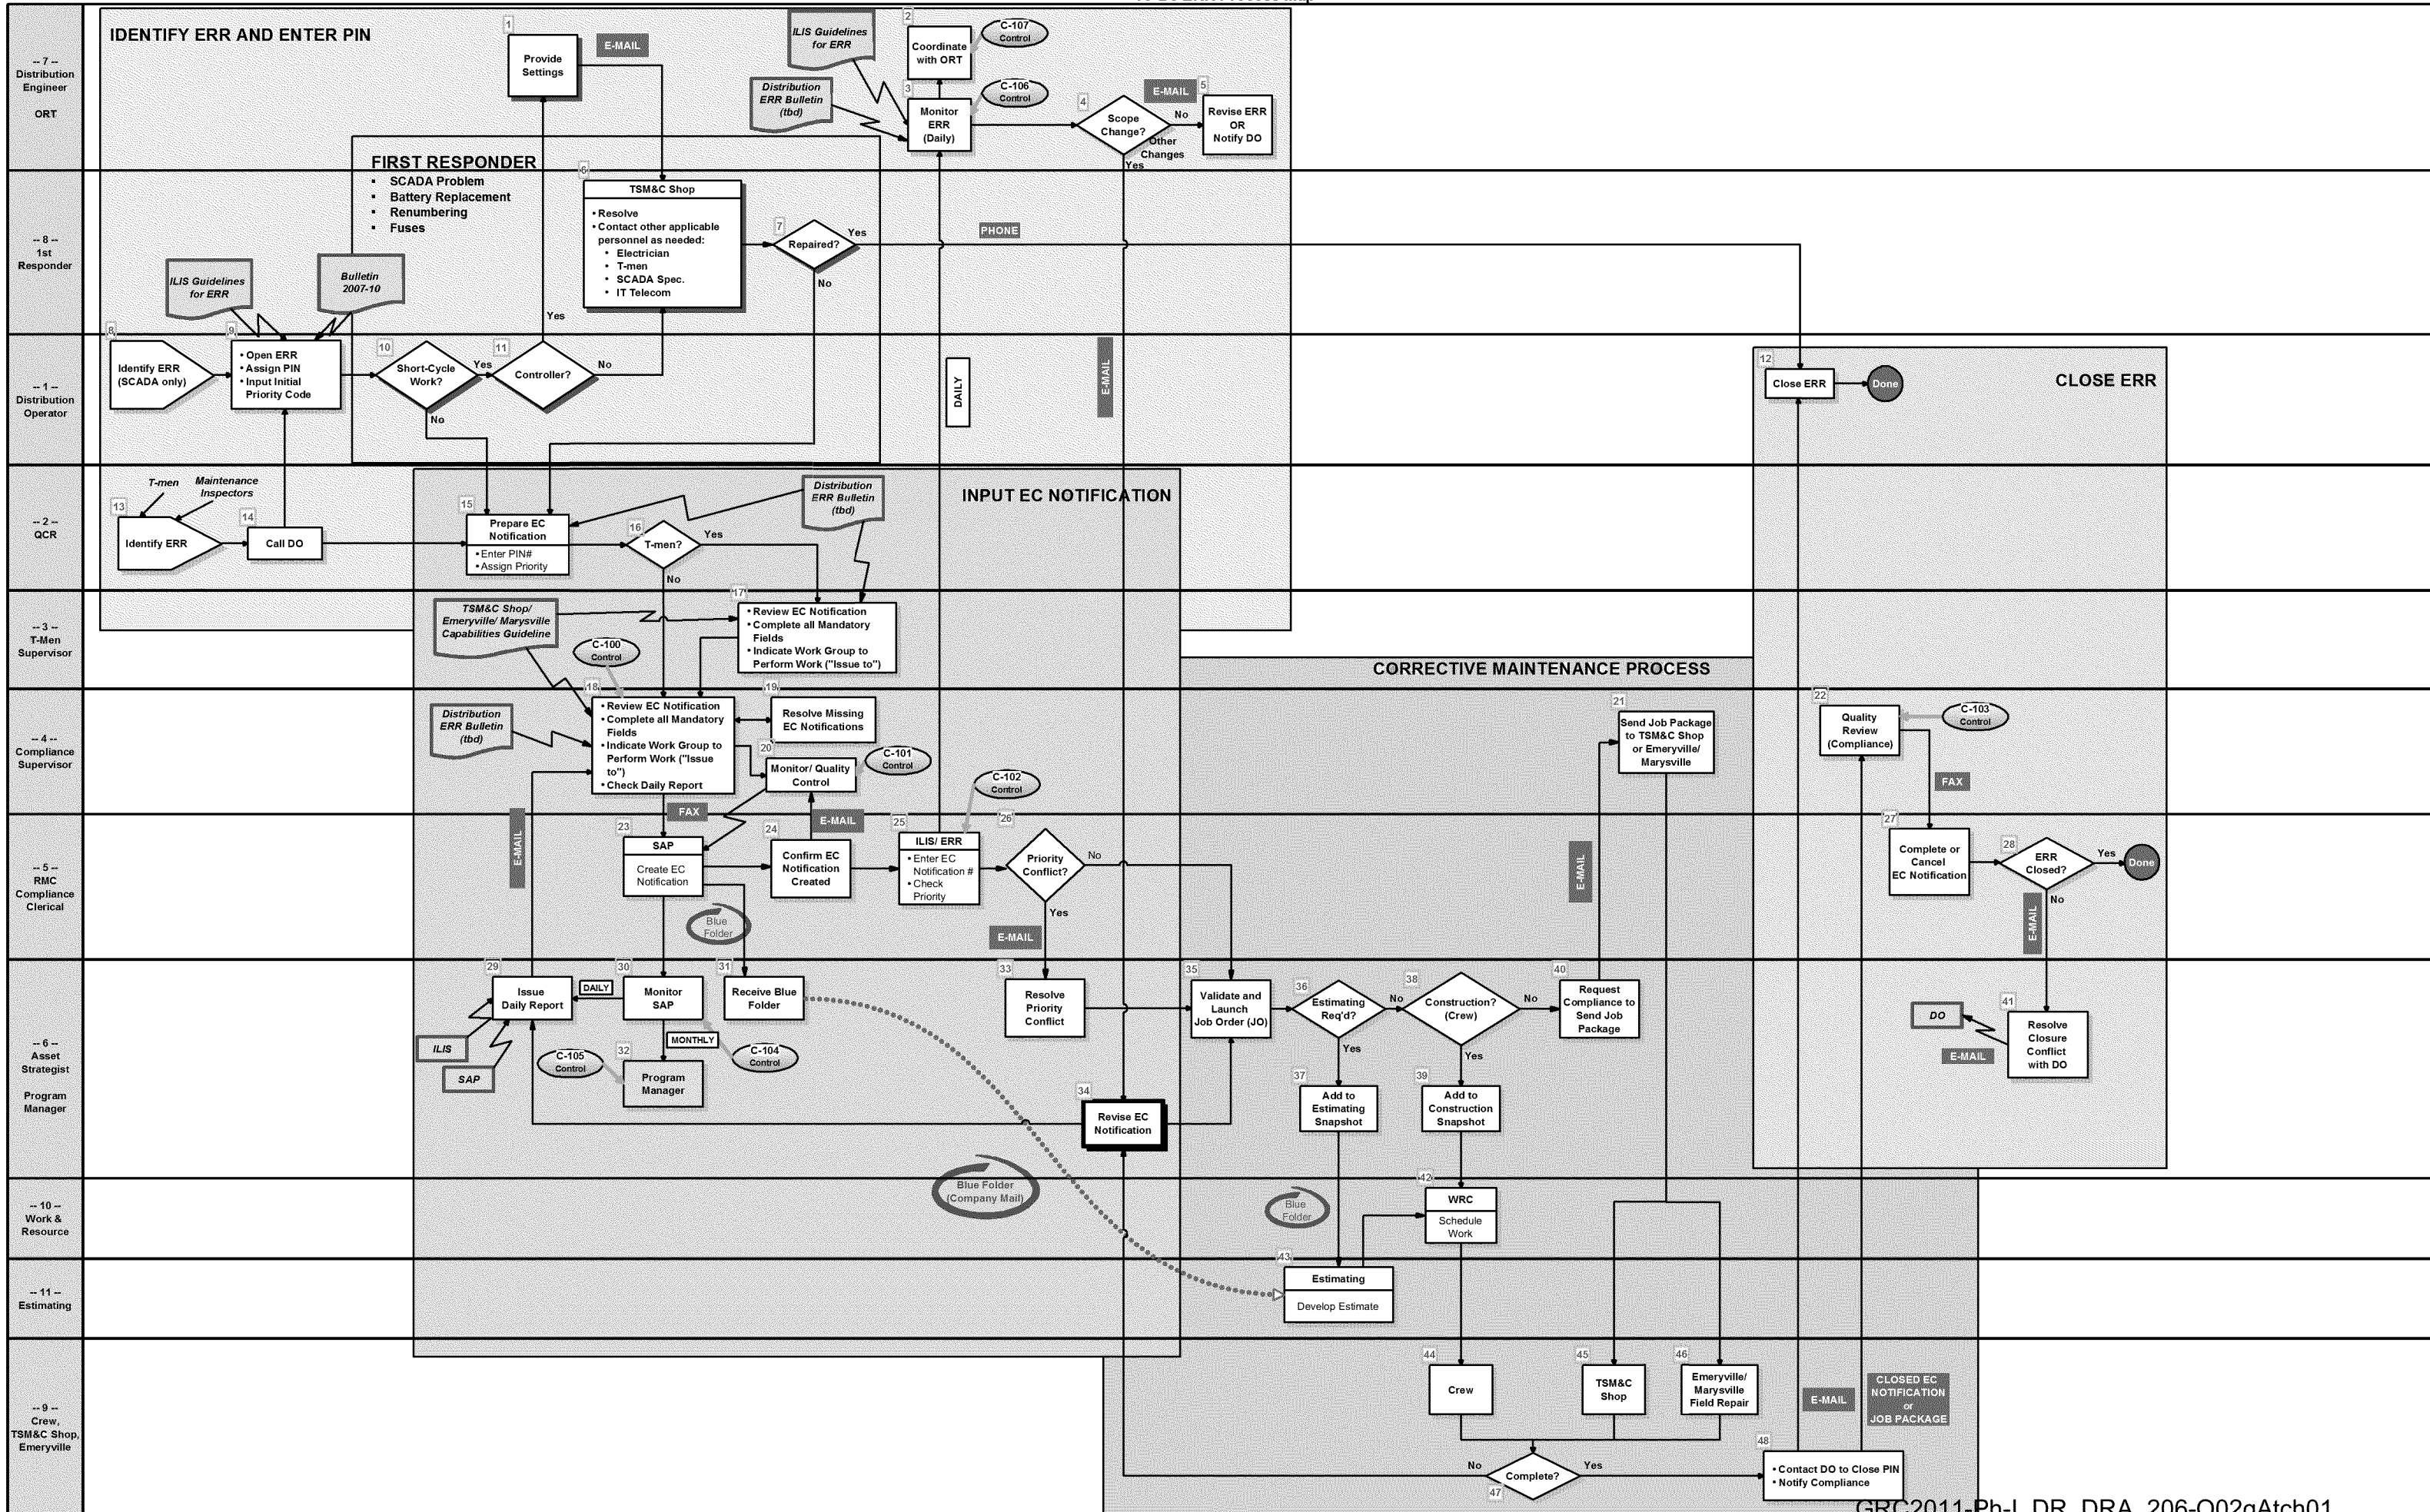 IDENTIFY ERR AND ENTER PIN
-- 7 --
Distribution
Engineer
ORT
1
Provide
Settings
E-MAIL
ILIS Guidelines
for ERR
Distribution
ERR Bulletin
(tbd)
2
Coordinate
with ORT
C-107
Control
3
Monitor
ERR
(Daily)
C-106
Control
4
Scope
Change?
E-MAIL
No
Other
Changes
Yes
5
Revise ERR
OR
Notify DO
-- 8 --
1st
Responder
FIRST RESPONDER
▪ SCADA Problem
▪ Battery Replacement
▪ Renumbering
▪ Fuses
6
TSM&C Shop
• Resolve
• Contact other applicable
personnel as needed:
• Electrician
• T-men
• SCADA Spec.
• IT Telecom
7
Repaired?
Yes
No
PHONE
ILIS Guidelines
for ERR
Bulletin
2007-10
Yes
-- 1 --
Distribution
Operator
8
Identify ERR
(SCADA only)
9
• Open ERR
• Assign PIN
• Input Initial
Priority Code
10
Short-Cycle
Work?
Yes
No
11
Controller?
No
DAILY
E-MAIL
12
Close ERR
Done
CLOSE ERR
-- 2 --
QCR
T-men
Maintenance
Inspectors
13
Identify ERR
14
Call DO
INPUT EC NOTIFICATION
15
Prepare EC
Notification
• Enter PIN#
• Assign Priority
16
T-men?
Yes
No
Distribution
ERR Bulletin
(tbd)
-- 3 --
T-Men
Supervisor
TSM&C Shop/
Emeryville/ Marysville
Capabilities Guideline
C-100
Control
17
• Review EC Notification
• Complete all Mandatory
Fields
• Indicate Work Group to
Perform Work ("Issue to")
CORRECTIVE MAINTENANCE PROCESS
-- 4 --
Compliance
Supervisor
Distribution
ERR Bulletin
(tbd)
18
• Review EC Notification
• Complete all Mandatory
Fields
• Indicate Work Group to
Perform Work ("Issue
to")
• Check Daily Report
19
Resolve Missing
EC Notifications
20
Monitor/ Quality
Control
C-101
Control
C-102
Control
21
Send Job Package
to TSM&C Shop
or Emeryville/
Marysville
22
Quality
Review
(Compliance)
C-103
Control
FAX
-- 5 --
RMC
Compliance
Clerical
E-MAIL
FAX
23
SAP
Create EC
Notification
24
E-MAIL
Confirm EC
Notification
Created
25
ILIS/ ERR
• Enter EC
Notification #
• Check
Priority
26
Priority
Conflict?
No
Yes
E-MAIL
Blue
Folder
E-MAIL
27
Complete or
Cancel
EC Notification
28
ERR
Closed?
Yes
Done
No
E-MAIL
-- 6 --
Asset
Strategist
Program
Manager
29
Issue
Daily Report
DAILY
30
Monitor
SAP
31
Receive Blue
Folder
ILIS
SAP
MONTHLY
C-105
Control
32
Program
Manager
C-104
Control
33
Resolve
Priority
Conflict
34
Revise EC
Notification
35
Validate and
Launch
Job Order (JO)
36
Estimating
Req'd?
No
Yes
37
Add to
Estimating
Snapshot
38
Construction?
(Crew)
No
Yes
39
Add to
Construction
Snapshot
40
Request
Compliance to
Send Job
Package
DO
E-MAIL
41
Resolve
Closure
Conflict
with DO
-- 10 --
Work &
Resource
Blue Folder
(Company Mail)
Blue
Folder
42
WRC
Schedule
Work
-- 11 --
Estimating
43
Estimating
Develop Estimate
-- 9 --
Crew,
TSM&C Shop,
Emeryville
44
Crew
45
TSM&C
Shop
46
Emeryville/
Marysville
Field Repair
E-MAIL
CLOSED EC
NOTIFICATION
or
JOB PACKAGE
No
Complete?
47
Yes
48
• Contact DO to Close PIN
• Notify Compliance